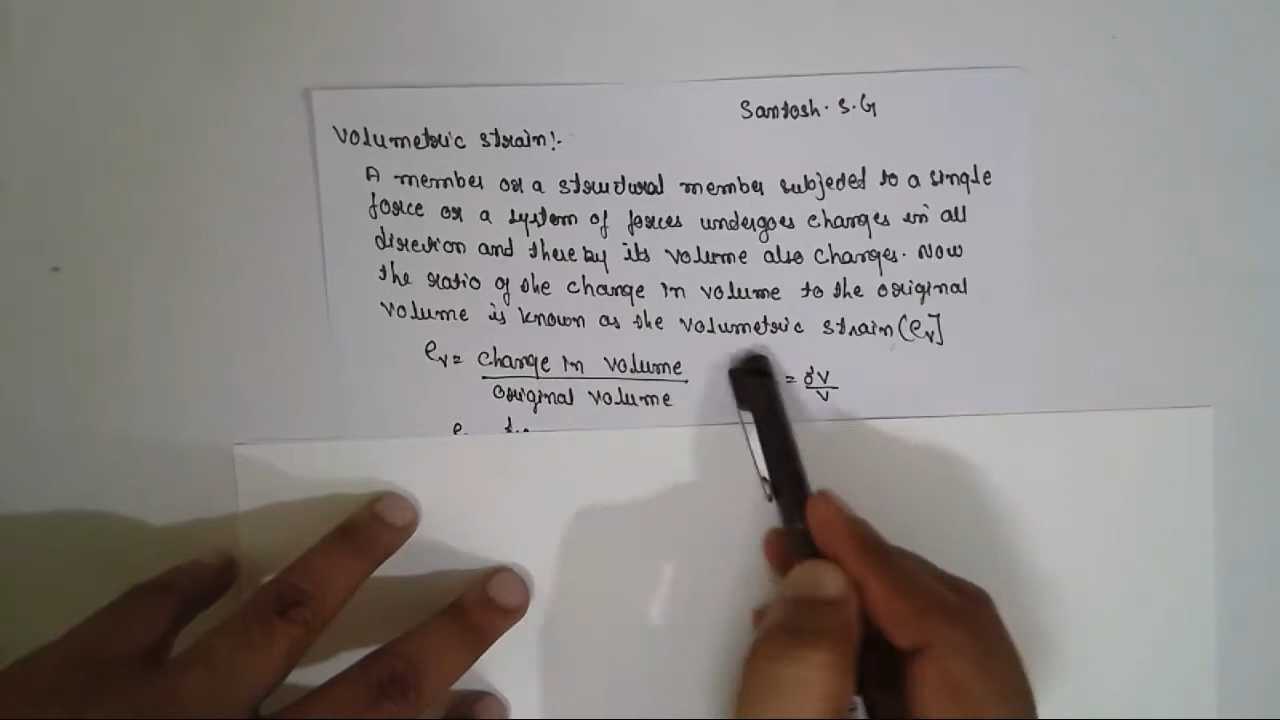 Santosh. S.G
Volumetric strain:-
A member or a structural member subjected to a single
force or a system of forces undergoes changes in all
direction and there by its volume also changes. Now
the ratio of the change in volume to the original
volume is known as the volumetric strain (ev]
ev = change in volume / original volume = δV / V